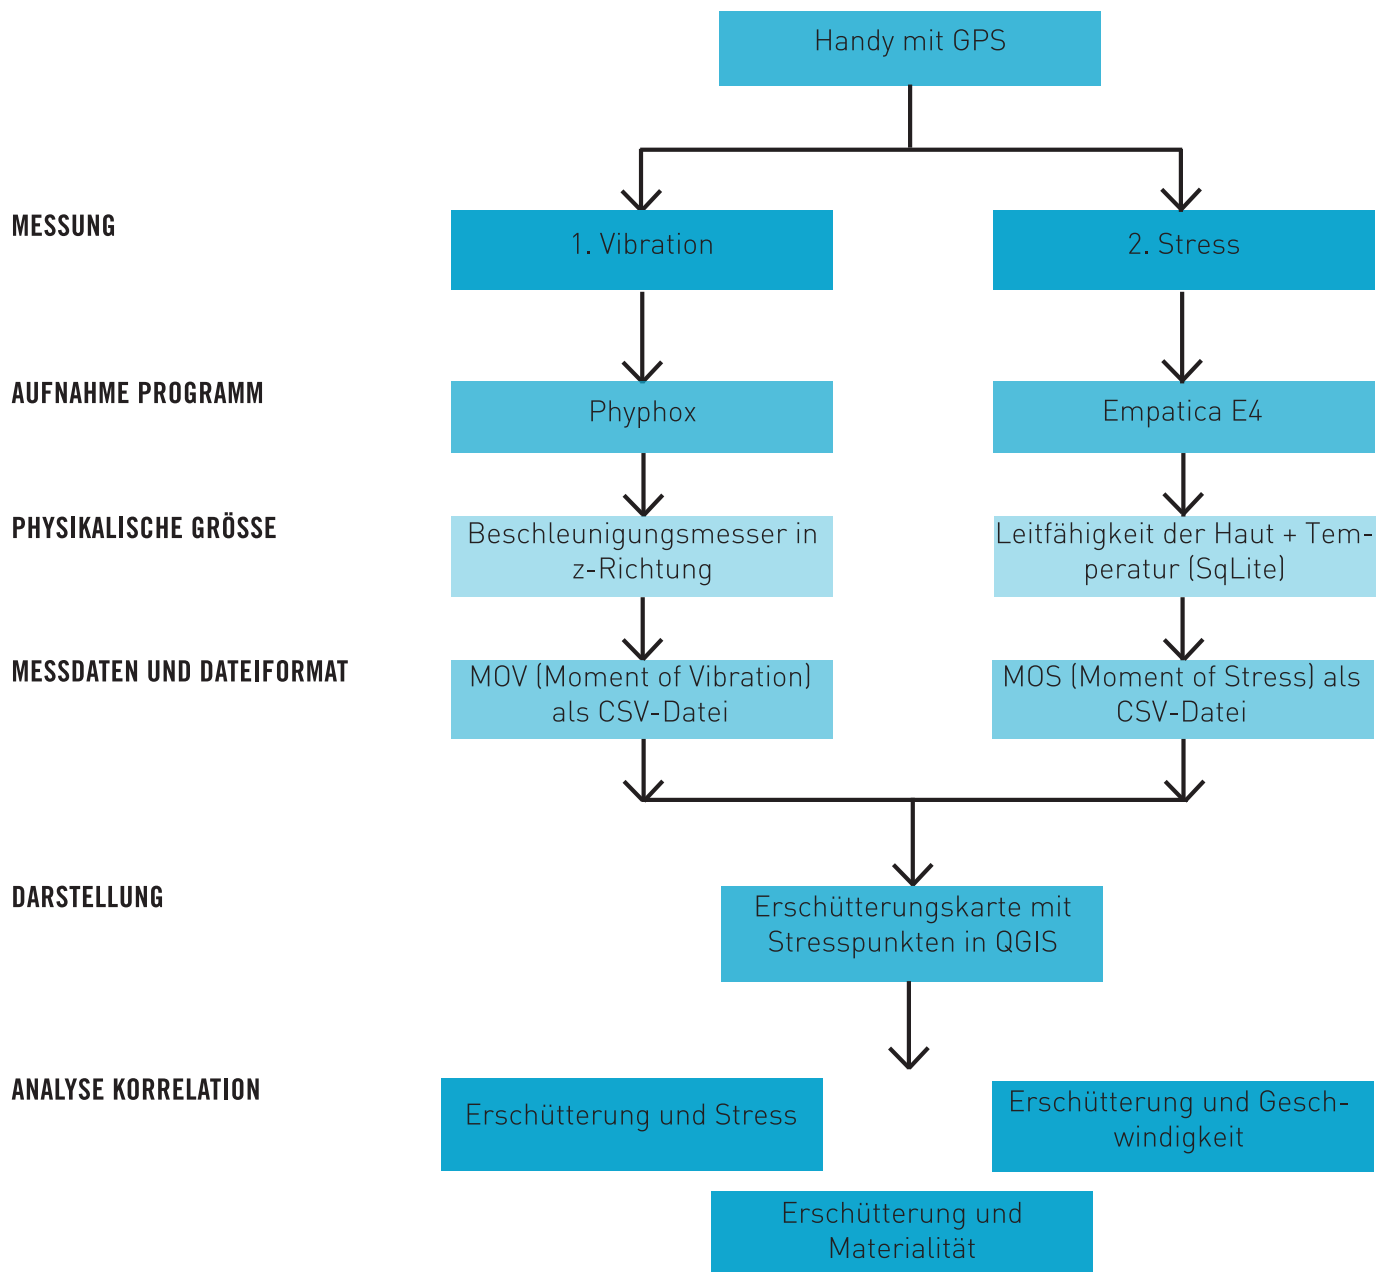 Handy mit GPS
MESSUNG
1. Vibration
2. Stress
AUFNAHME PROGRAMM
Phyphox
Empatica E4
PHYSIKALISCHE GRÖSSE
Beschleunigungsmesser in
z-Richtung
Leitfähigkeit der Haut + Tem-
peratur (SqLite)
MESSDATEN UND DATEIFORMAT
MOV (Moment of Vibration)
als CSV-Datei
MOS (Moment of Stress) als
CSV-Datei
DARSTELLUNG
Erschütterungskarte mit
Stresspunkten in QGIS
ANALYSE KORRELATION
Erschütterung und Stress
Erschütterung und Gesch-
windigkeit
Erschütterung und
Materialität